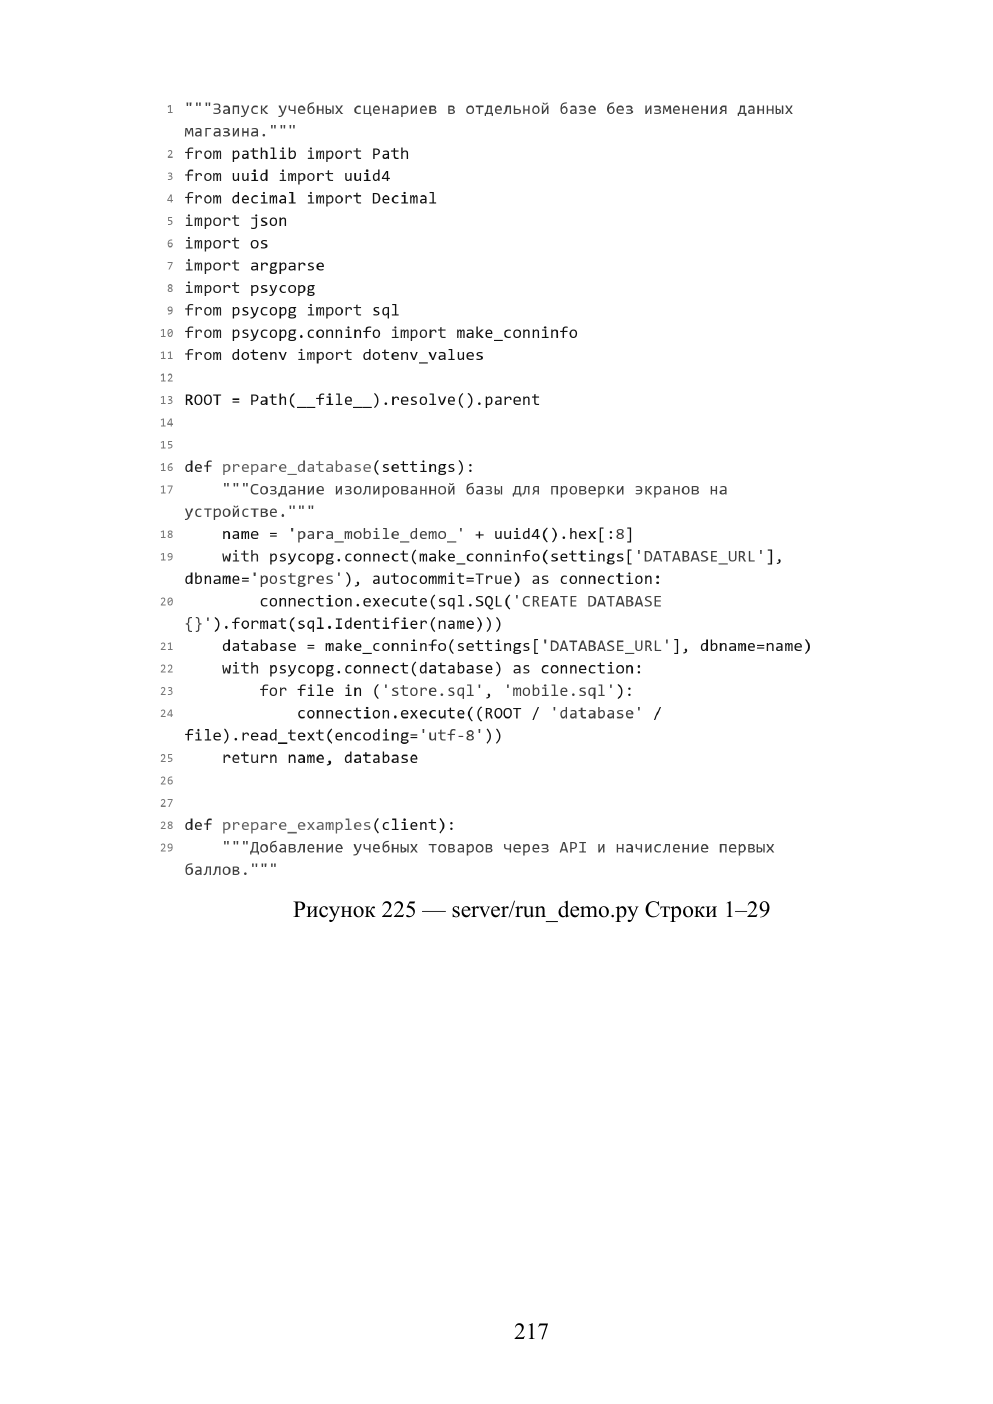 1 """Запуск учебных сценариев в отдельной базе без изменения данных
магазина."""
2 from pathlib import Path
3 from uuid import uuid4
4 from decimal import Decimal
5 import json
6 import os
7 import argparse
8 import psycopg
9 from psycopg import sql
10 from psycopg.conninfo import make_conninfo
11 from dotenv import dotenv_values
12
13 ROOT = Path(__file__).resolve().parent
14
15
16 def prepare_database(settings):
17     """Создание изолированной базы для проверки экранов на
устройстве."""
18     name = 'para_mobile_demo_' + uuid4().hex[:8]
19     with psycopg.connect(make_conninfo(settings['DATABASE_URL'],
dbname='postgres'), autocommit=True) as connection:
20         connection.execute(sql.SQL('CREATE DATABASE
{}').format(sql.Identifier(name)))
21     database = make_conninfo(settings['DATABASE_URL'], dbname=name)
22     with psycopg.connect(database) as connection:
23         for file in ('store.sql', 'mobile.sql'):
24             connection.execute((ROOT / 'database' /
file).read_text(encoding='utf-8'))
25     return name, database
26
27
28 def prepare_examples(client):
29     """Добавление учебных товаров через API и начисление первых
баллов."""
Рисунок 225 — server/run_demo.py Строки 1–29
217